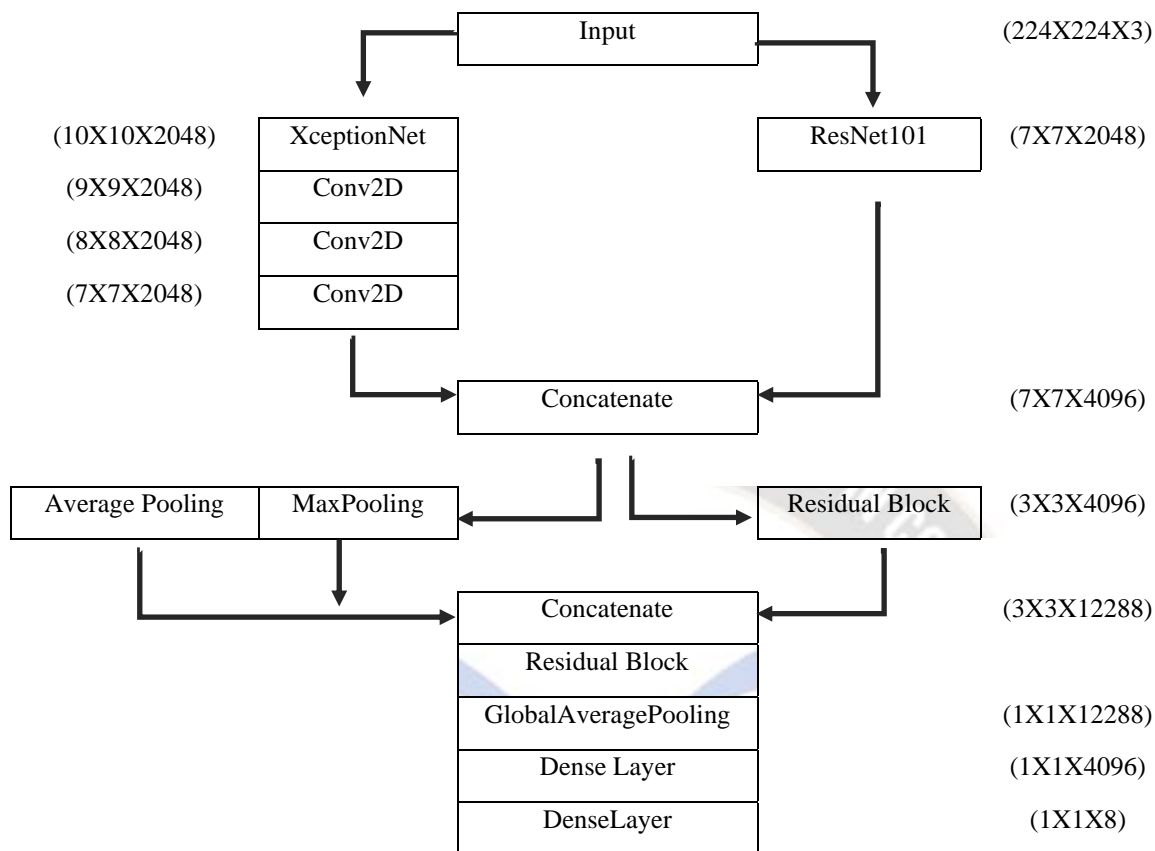 Input (224X224X3)
(10X10X2048) XceptionNet ResNet101 (7X7X2048)
(9X9X2048) Conv2D
(8X8X2048) Conv2D
(7X7X2048) Conv2D
Concatenate (7X7X4096)
Average Pooling MaxPooling Residual Block (3X3X4096)
Concatenate (3X3X12288)
Residual Block
GlobalAveragePooling (1X1X12288)
Dense Layer (1X1X4096)
DenseLayer (1X1X8)